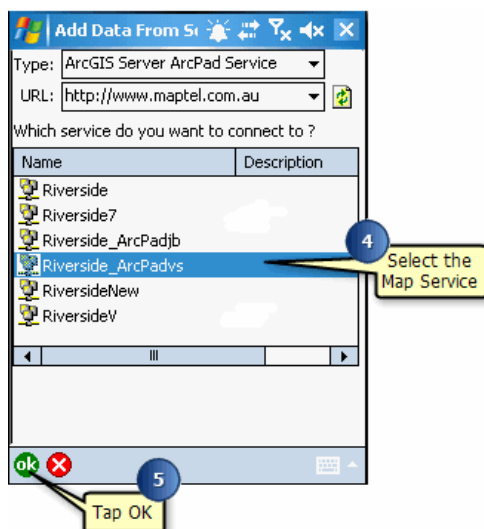 Add Data From S
Type: ArcGIS Server ArcPad Service
URL: http://www.maptel.com.au
Which service do you want to connect to ?
Name Description
Riverside
Riverside7
Riverside_ArcPadjb
Riverside_ArcPadvs
RiversideNew
RiversideV
4
Select the
Map Service
ok
5
Tap OK